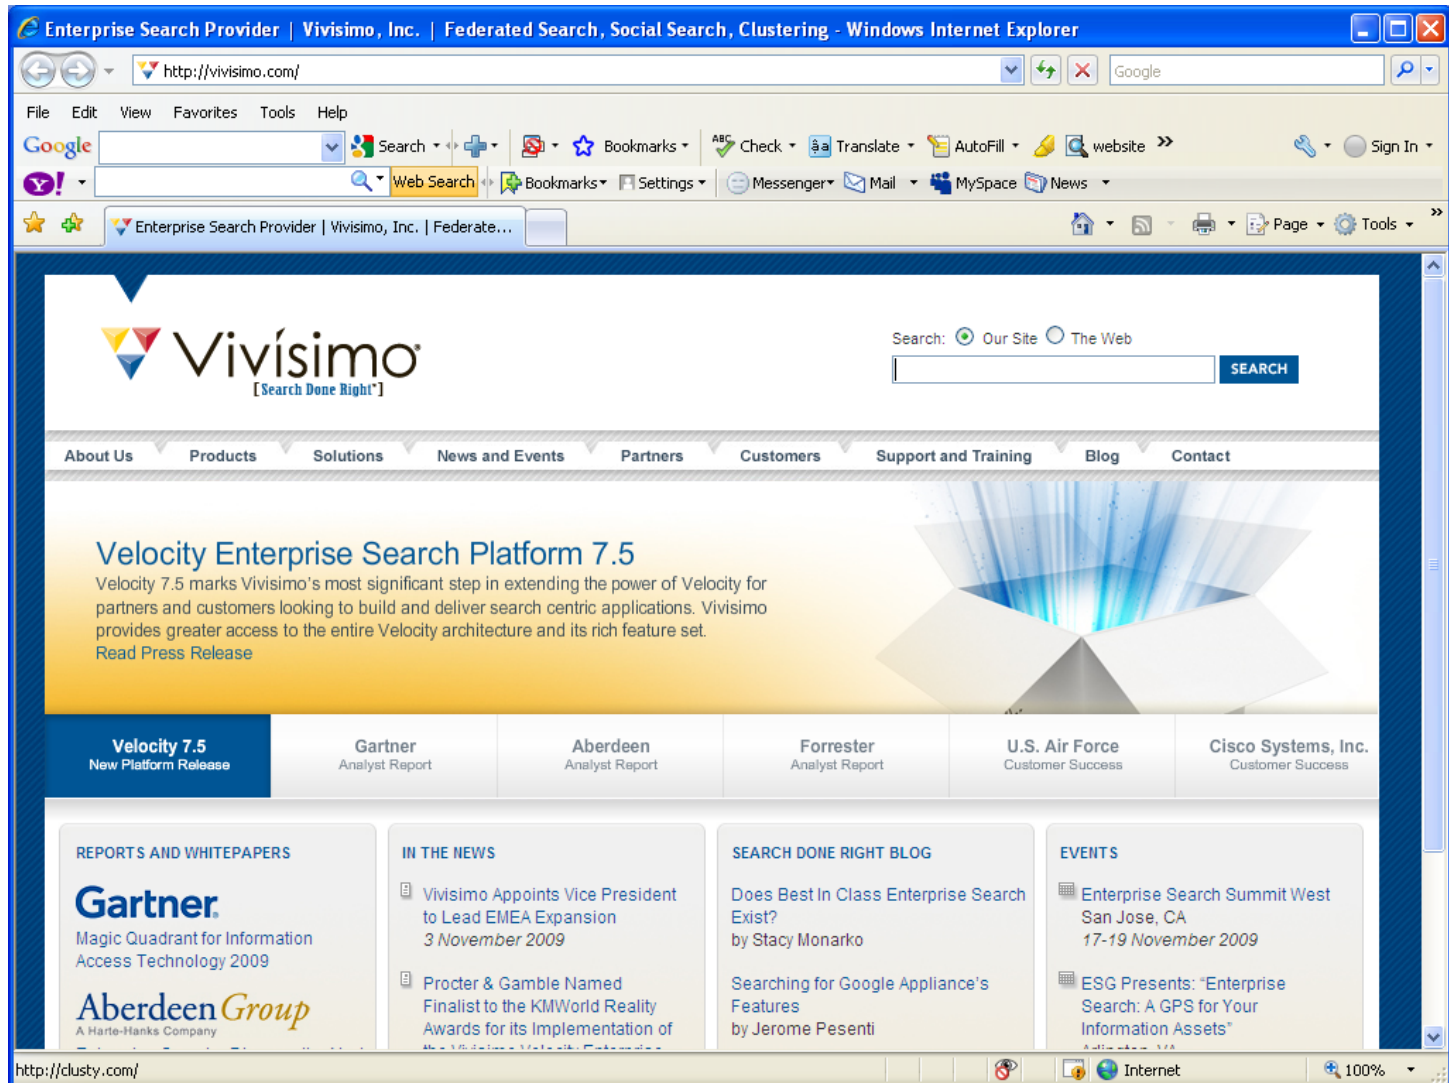 Enterprise Search Provider | Vivisimo, Inc. | Federated Search, Social Search, Clustering - Windows Internet Explorer
http://vivisimo.com/
Google
File Edit View Favorites Tools Help
Google Search Bookmarks ABC Check âa Translate AutoFill website » Sign In
Y! Web Search Bookmarks Settings Messenger Mail MySpace News
Enterprise Search Provider | Vivisimo, Inc. | Federate... Page Tools »
Vivísimo
[Search Done Right™]
Search: Our Site The Web
SEARCH
About Us Products Solutions News and Events Partners Customers Support and Training Blog Contact
Velocity Enterprise Search Platform 7.5
Velocity 7.5 marks Vivisimo's most significant step in extending the power of Velocity for
partners and customers looking to build and deliver search centric applications. Vivisimo
provides greater access to the entire Velocity architecture and its rich feature set.
Read Press Release
Velocity 7.5
New Platform Release
Gartner
Analyst Report
Aberdeen
Analyst Report
Forrester
Analyst Report
U.S. Air Force
Customer Success
Cisco Systems, Inc.
Customer Success
REPORTS AND WHITEPAPERS
Gartner.
Magic Quadrant for Information
Access Technology 2009
Aberdeen Group
A Harte-Hanks Company
IN THE NEWS
Vivisimo Appoints Vice President
to Lead EMEA Expansion
3 November 2009
Procter & Gamble Named
Finalist to the KMWorld Reality
Awards for its Implementation of
the Vivisimo Velocity Enterprise
SEARCH DONE RIGHT BLOG
Does Best In Class Enterprise Search
Exist?
by Stacy Monarko
Searching for Google Appliance's
Features
by Jerome Pesenti
EVENTS
Enterprise Search Summit West
San Jose, CA
17-19 November 2009
ESG Presents: “Enterprise
Search: A GPS for Your
Information Assets”
Arlington, VA
http://clusty.com/ Internet 100%